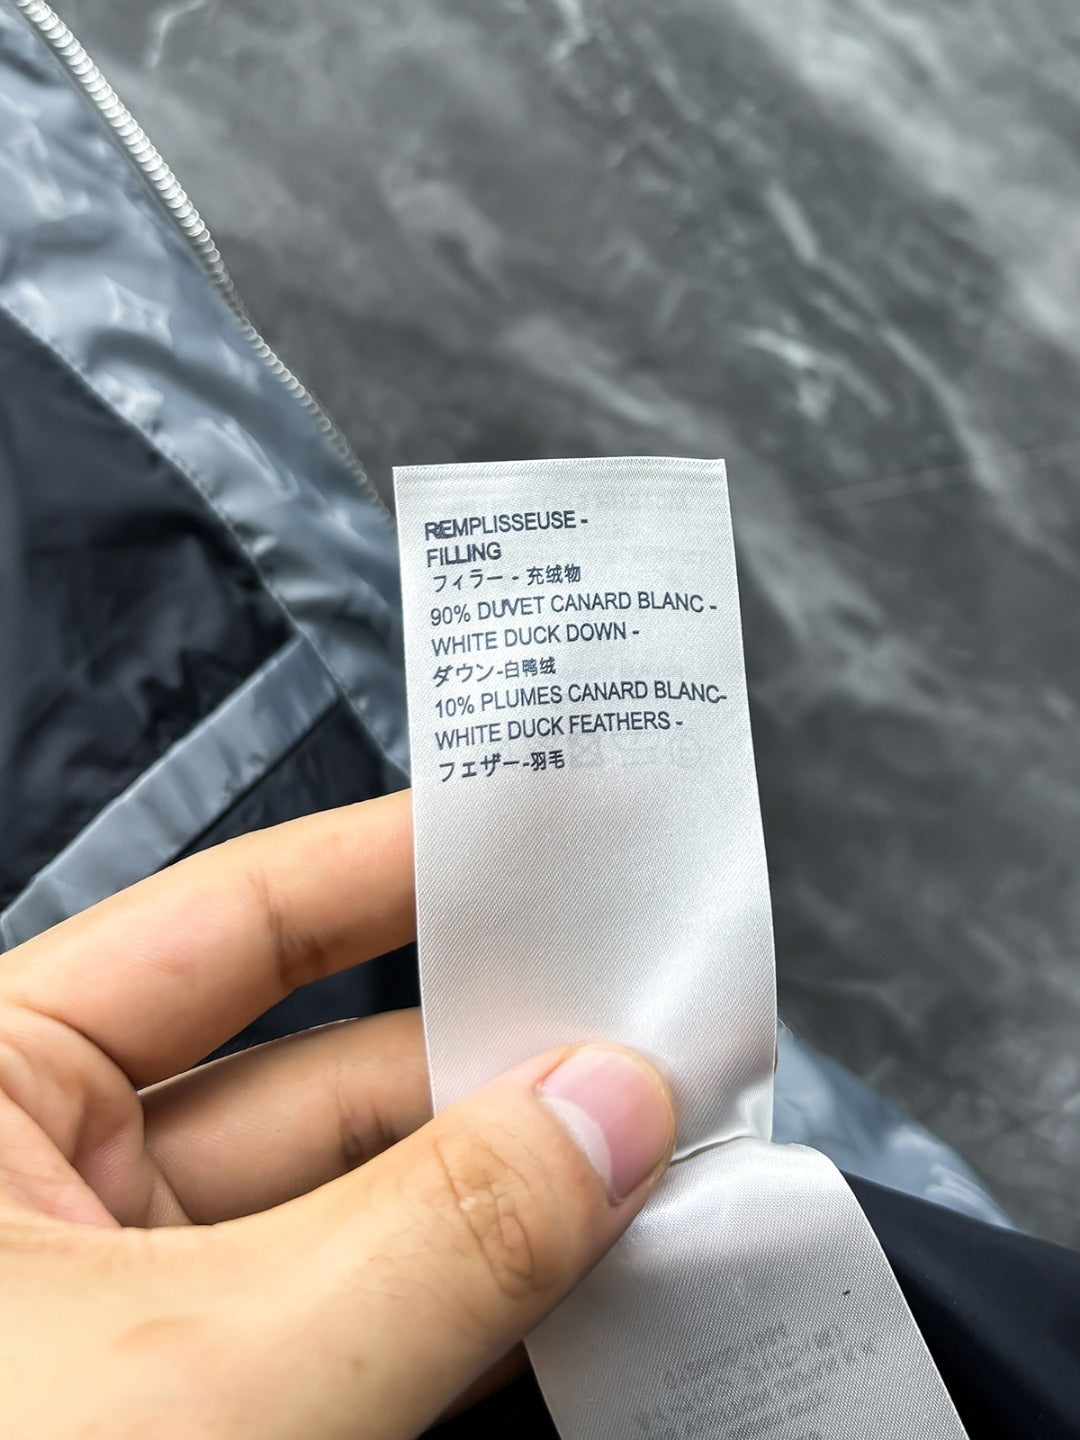 REMPLISSEUSE -
FILLING
フィラー - 充绒物
90% DUVET CANARD BLANC -
WHITE DUCK DOWN -
ダウン-白鸭绒
10% PLUMES CANARD BLANC-
WHITE DUCK FEATHERS -
フェザー-羽毛